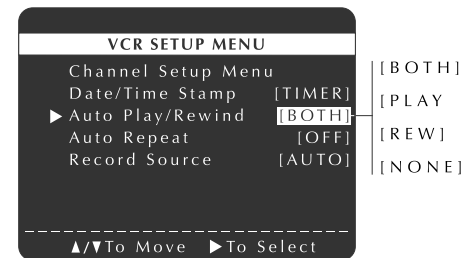 VCR SETUP MENU
Channel Setup Menu
Date/Time Stamp [TIMER]
▶ Auto Play/Rewind [BOTH]
Auto Repeat [OFF]
Record Source [AUTO]
▲/▼To Move ▶To Select
[BOTH]
[PLAY
[REW]
[NONE]